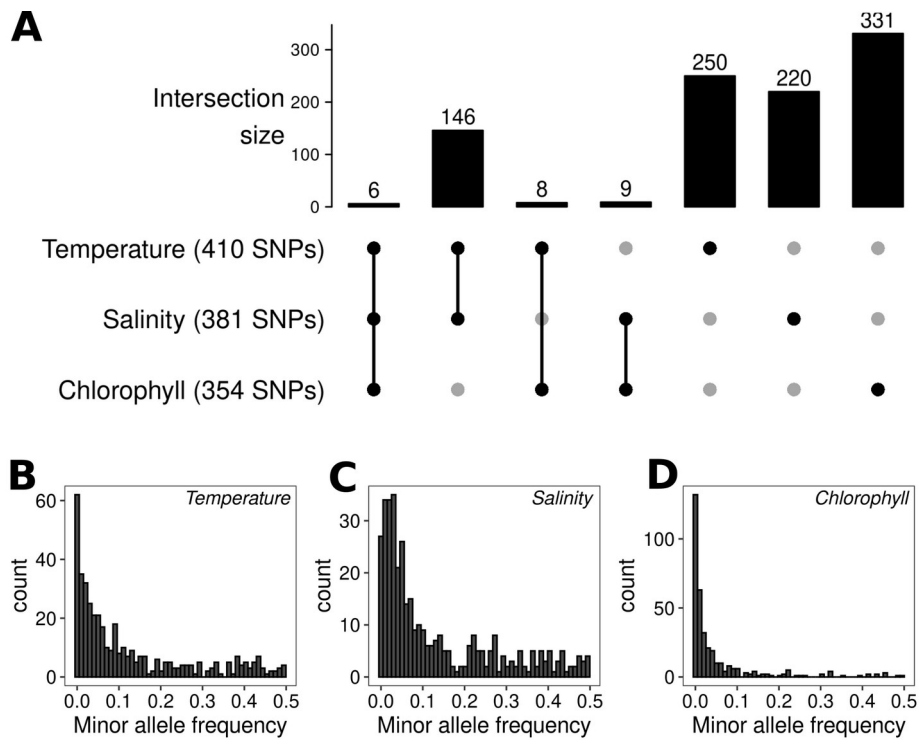 A
331
300
250
220
Intersection
size
200
146
100
6
8
9
0
Temperature (410 SNPs)
Salinity (381 SNPs)
Chlorophyll (354 SNPs)
B
Temperature
60
40
20
0
count
0.0 0.1 0.2 0.3 0.4 0.5
Minor allele frequency
C
Salinity
30
20
10
0
count
0.0 0.1 0.2 0.3 0.4 0.5
Minor allele frequency
D
Chlorophyll
100
50
0
count
0.0 0.1 0.2 0.3 0.4 0.5
Minor allele frequency